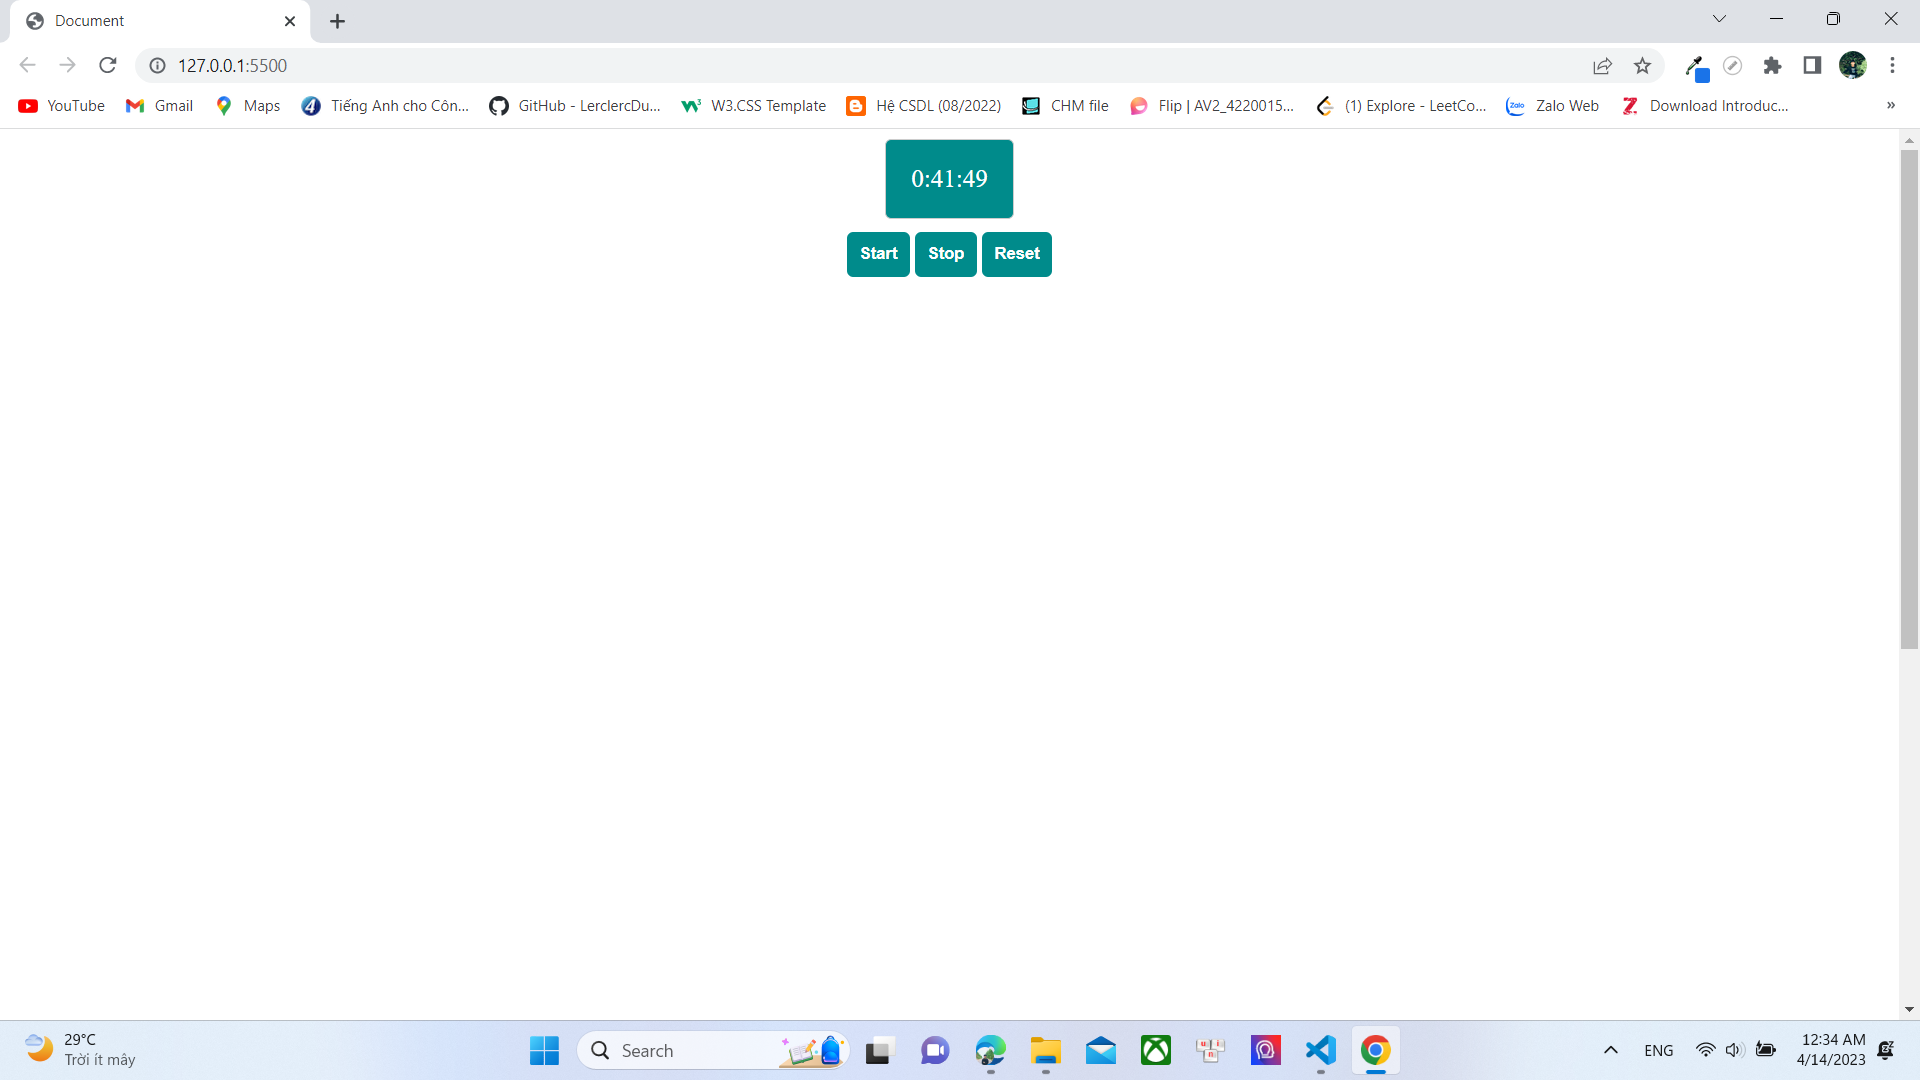 Document
127.0.0.1:5500
YouTube Gmail Maps Tiếng Anh cho Côn... GitHub - LerclercDu... W3.CSS Template Hệ CSDL (08/2022) CHM file Flip | AV2_4220015... (1) Explore - LeetCo... Zalo Web Download Introduc... »
0:41:49
Start Stop Reset
29°C
Trời ít mây
Search
ENG
12:34 AM
4/14/2023